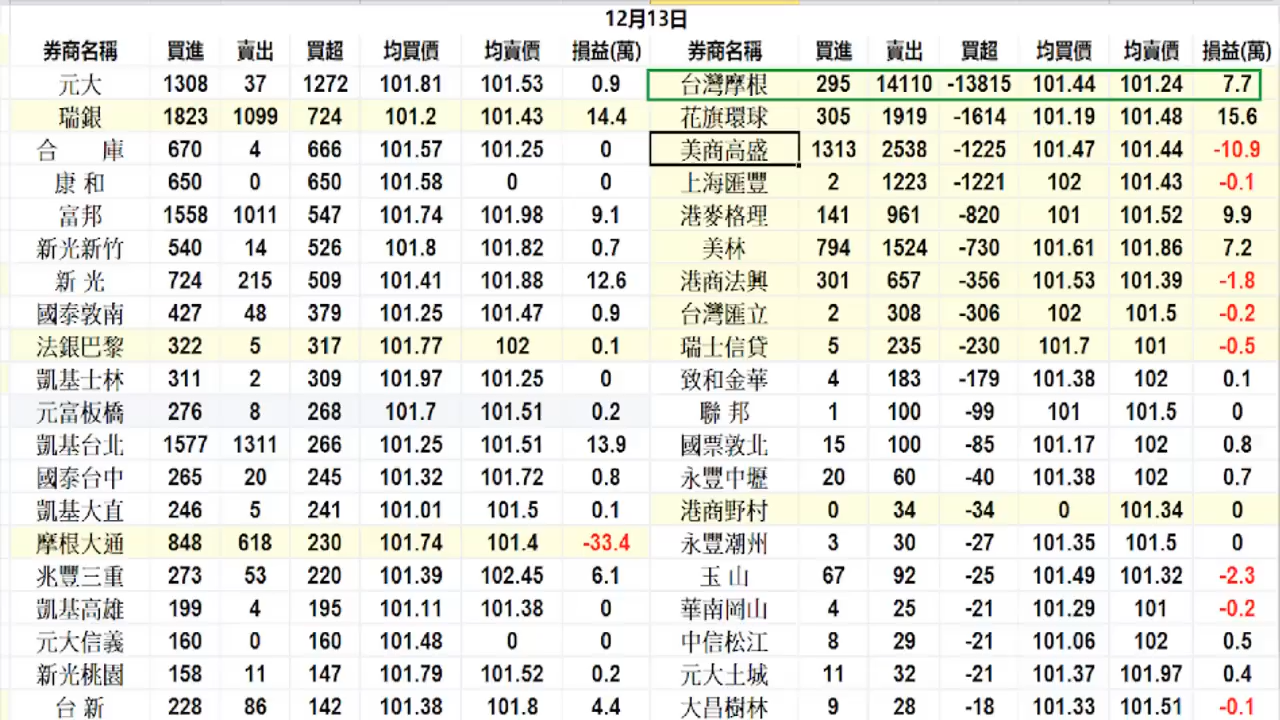 12月13日
券商名稱 買進 賣出 買超 均買價 均賣價 損益(萬) 券商名稱 買進 賣出 買超 均買價 均賣價 損益(萬)
元大 1308 37 1272 101.81 101.53 0.9 台灣摩根 295 14110 -13815 101.44 101.24 7.7
瑞銀 1823 1099 724 101.2 101.43 14.4 花旗環球 305 1919 -1614 101.19 101.48 15.6
合 庫 670 4 666 101.57 101.25 0 美商高盛 1313 2538 -1225 101.47 101.44 -10.9
康和 650 0 650 101.58 0 0 上海匯豐 2 1223 -1221 102 101.43 -0.1
富邦 1558 1011 547 101.74 101.98 9.1 港麥格理 141 961 -820 101 101.52 9.9
新光新竹 540 14 526 101.8 101.82 0.7 美林 794 1524 -730 101.61 101.86 7.2
新光 724 215 509 101.41 101.88 12.6 港商法興 301 657 -356 101.53 101.39 -1.8
國泰敦南 427 48 379 101.25 101.47 0.9 台灣匯立 2 308 -306 102 101.5 -0.2
法銀巴黎 322 5 317 101.77 102 0.1 瑞士信貸 5 235 -230 101.7 101 -0.5
凱基士林 311 2 309 101.97 101.25 0 致和金華 4 183 -179 101.38 102 0.1
元富板橋 276 8 268 101.7 101.51 0.2 聯邦 1 100 -99 101 101.5 0
凱基台北 1577 1311 266 101.25 101.51 13.9 國票敦北 15 100 -85 101.17 102 0.8
國泰台中 265 20 245 101.32 101.72 0.8 永豐中壢 20 60 -40 101.38 102 0.7
凱基大直 246 5 241 101.01 101.5 0.1 港商野村 0 34 -34 0 101.34 0
摩根大通 848 618 230 101.74 101.4 -33.4 永豐潮州 3 30 -27 101.35 101.5 0
兆豐三重 273 53 220 101.39 102.45 6.1 玉山 67 92 -25 101.49 101.32 -2.3
凱基高雄 199 4 195 101.11 101.38 0 華南岡山 4 25 -21 101.29 101 -0.2
元大信義 160 0 160 101.48 0 0 中信松江 8 29 -21 101.06 102 0.5
新光桃園 158 11 147 101.79 101.52 0.2 元大土城 11 32 -21 101.37 101.97 0.4
台新 228 86 142 101.38 101.8 4.4 大昌樹林 9 28 -18 101.33 101.51 -0.1